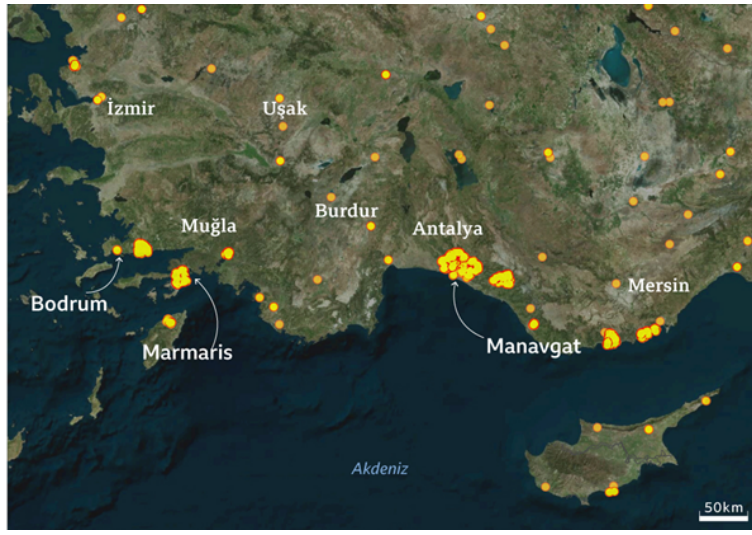 İzmir
Uşak
Muğla
Burdur
Antalya
Bodrum
Mersin
Marmaris
Manavgat
Akdeniz
50km